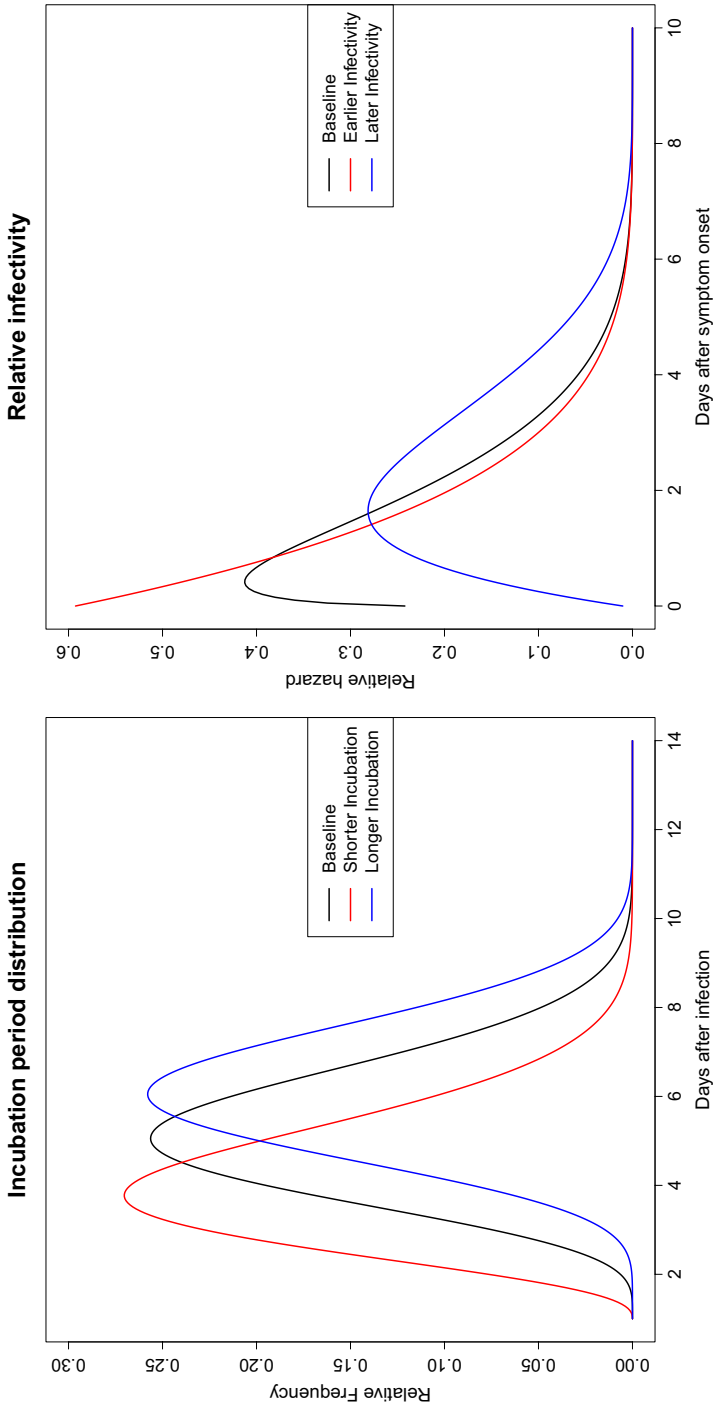 Incubation period distribution
Relative Frequency
0.00
0.05
0.10
0.15
0.20
0.25
0.30
2
4
6
8
10
12
14
Days after infection
Baseline
Shorter Incubation
Longer Incubation
Relative infectivity
Relative hazard
0.0
0.1
0.2
0.3
0.4
0.5
0.6
0
2
4
6
8
10
Days after symptom onset
Baseline
Earlier Infectivity
Later Infectivity